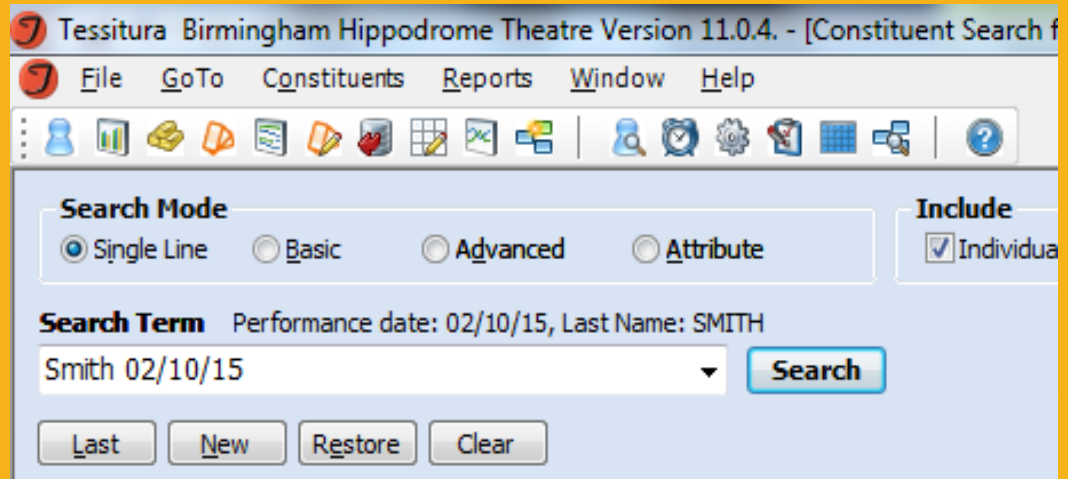 Tessitura Birmingham Hippodrome Theatre Version 11.0.4. - [Constituent Search f
File GoTo Constituents Reports Window Help
Search Mode Include
Single Line Basic Advanced Attribute Individua
Search Term Performance date: 02/10/15, Last Name: SMITH
Smith 02/10/15 Search
Last New Restore Clear